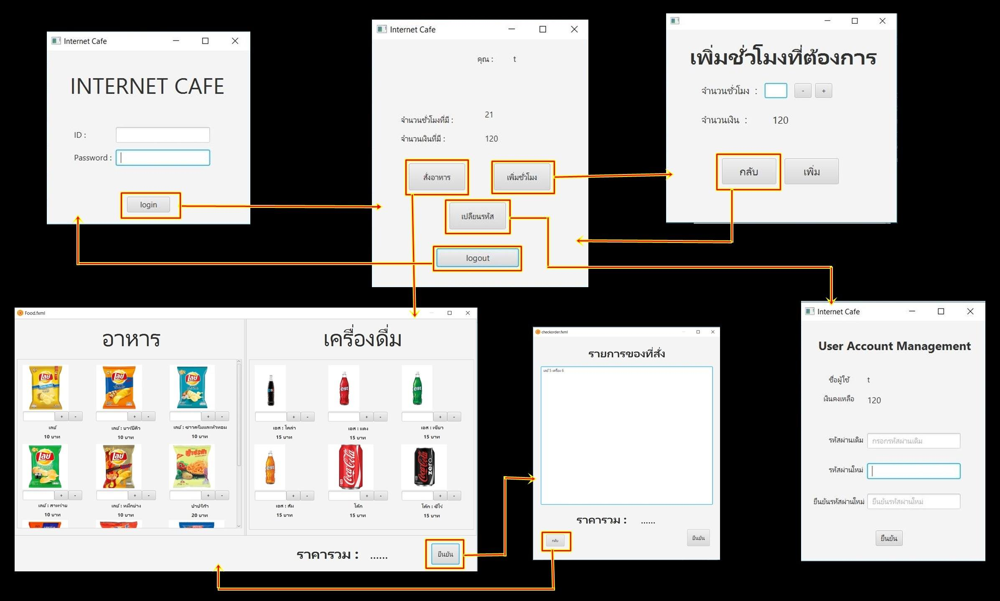 Internet Cafe
INTERNET CAFE
ID :
Password :
login
Internet Cafe
คุณ : t
จำนวนชั่วโมงที่มี : 21
จำนวนเงินที่มี : 120
สั่งอาหาร เพิ่มชั่วโมง
เปลี่ยนรหัส
logout
เพิ่มชั่วโมงที่ต้องการ
จำนวนชั่วโมง : - +
จำนวนเงิน : 120
กลับ เพิ่ม
Food.fxml
อาหาร เครื่องดื่ม
เลย์ เลย์ เลย์ est est est
+ - + - + - + - + - + -
เลย์ เลย์ : บาร์บีคิว เลย์ : ซาวครีมและหัวหอม เอส : โคล่า เอส : แดง เอส : เขียว
10 บาท 10 บาท 10 บาท 15 บาท 15 บาท 15 บาท
เลย์ เลย์ ปาปริก้า est Coca-Cola Coca-Cola zero
+ - + - + - + - + - + -
เลย์ : สาหร่าย เลย์ : หมึกย่าง ปาปริก้า เอส : ส้ม โค้ก โค้ก : ซีโร่
10 บาท 10 บาท 20 บาท 15 บาท 15 บาท 15 บาท
ราคารวม : ...... ยืนยัน
checkorder.fxml
รายการของที่สั่ง
เลย์ 5 เครื่อง 6
ราคารวม : ......
กลับ ยืนยัน
Internet Cafe
User Account Management
ชื่อผู้ใช้ t
เงินคงเหลือ 120
รหัสผ่านเดิม กรอกรหัสผ่านเดิม
รหัสผ่านใหม่
ยืนยันรหัสผ่านใหม่ ยืนยันรหัสผ่านใหม่
ยืนยัน